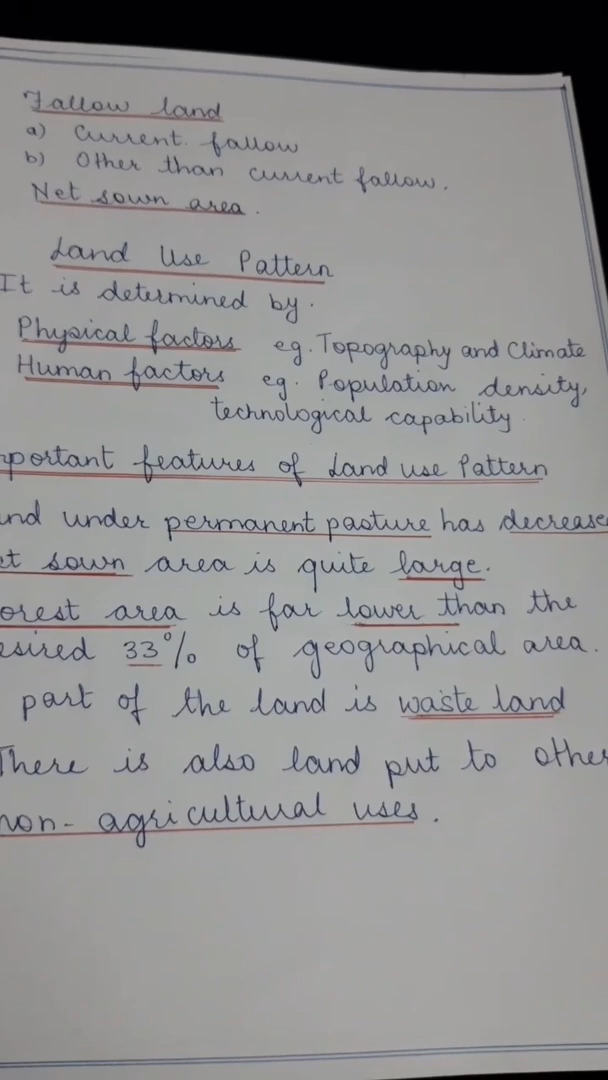 Fallow land
a) Current fallow
b) Other than current fallow.
Net sown area.
Land Use Pattern
It is determined by.
Physical factors eg. Topography and Climate
Human factors eg. Population density,
technological capability.
portant features of Land use Pattern
nd under permanent pasture has decrease
et sown area is quite large.
orest area is far lower than the
esired 33% of geographical area.
part of the land is waste land
There is also land put to other
non-agricultural uses.